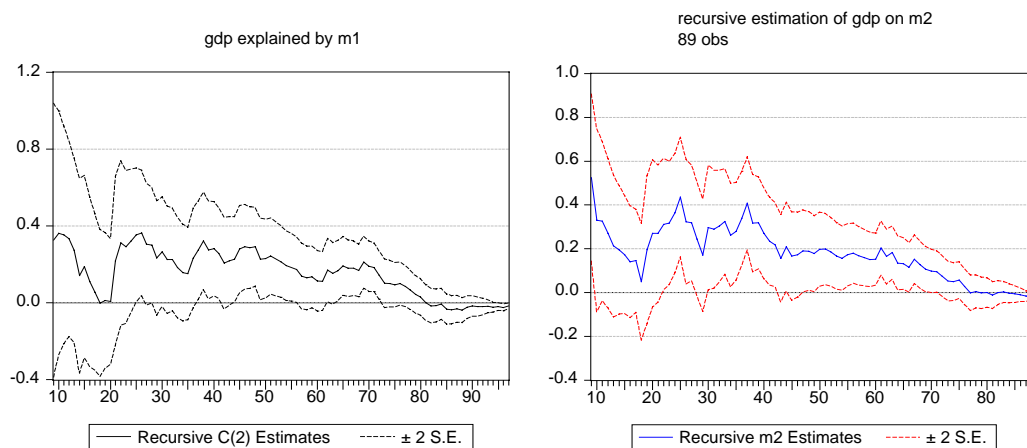 gdp explained by m1
1.2
0.8
0.4
0.0
-0.4
10 20 30 40 50 60 70 80 90
Recursive C(2) Estimates ± 2 S.E.
recursive estimation of gdp on m2
89 obs
1.0
0.8
0.6
0.4
0.2
0.0
-0.2
-0.4
10 20 30 40 50 60 70 80
Recursive m2 Estimates ± 2 S.E.